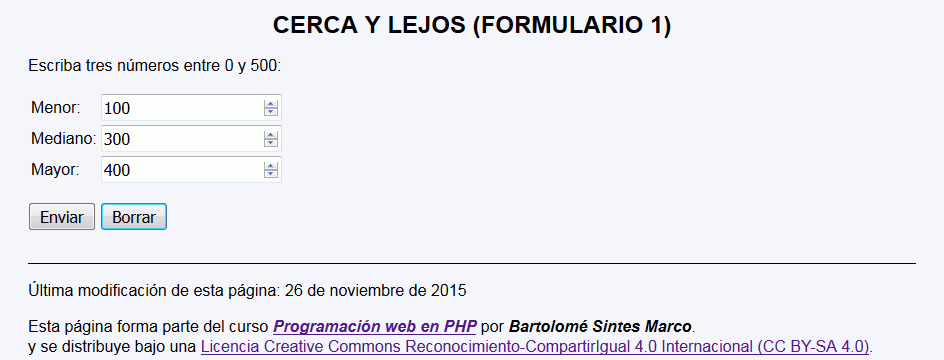 CERCA Y LEJOS (FORMULARIO 1)
Escriba tres números entre 0 y 500:
Menor: 100
Mediano: 300
Mayor: 400
Enviar Borrar
Última modificación de esta página: 26 de noviembre de 2015
Esta página forma parte del curso Programación web en PHP por Bartolomé Sintes Marco.
y se distribuye bajo una Licencia Creative Commons Reconocimiento-CompartirIgual 4.0 Internacional (CC BY-SA 4.0).